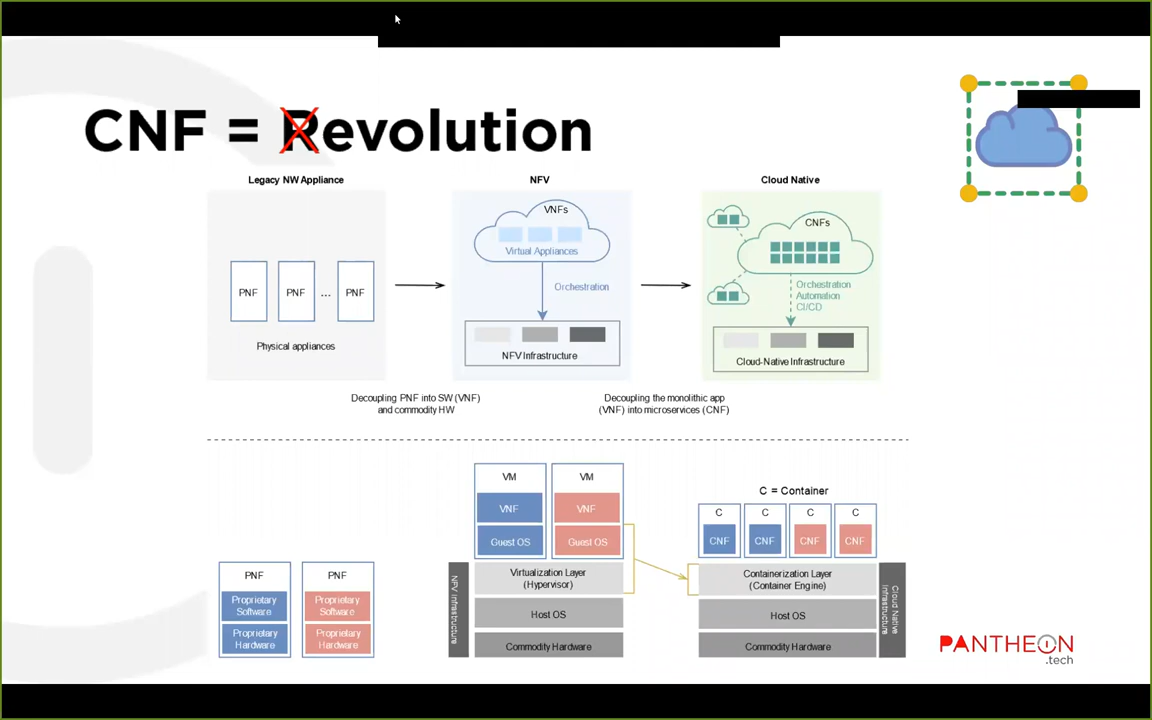 CNF = Revolution
Legacy NW Appliance
NFV
Cloud Native
PNF
PNF
...
PNF
Physical appliances
VNFs
Virtual Appliances
Orchestration
NFV Infrastructure
CNFs
Orchestration
Automation
CI/CD
Cloud-Native Infrastructure
Decoupling PNF into SW (VNF)
and commodity HW
Decoupling the monolithic app
(VNF) into microservices (CNF)
PNF
Proprietary
Software
Proprietary
Hardware
PNF
Proprietary
Software
Proprietary
Hardware
NFV Infrastructure
VM
VNF
Guest OS
VM
VNF
Guest OS
Virtualization Layer
(Hypervisor)
Host OS
Commodity Hardware
C = Container
C
CNF
C
CNF
C
CNF
C
CNF
Containerization Layer
(Container Engine)
Host OS
Commodity Hardware
Cloud Native
Infrastructure
PANTHEON
.tech